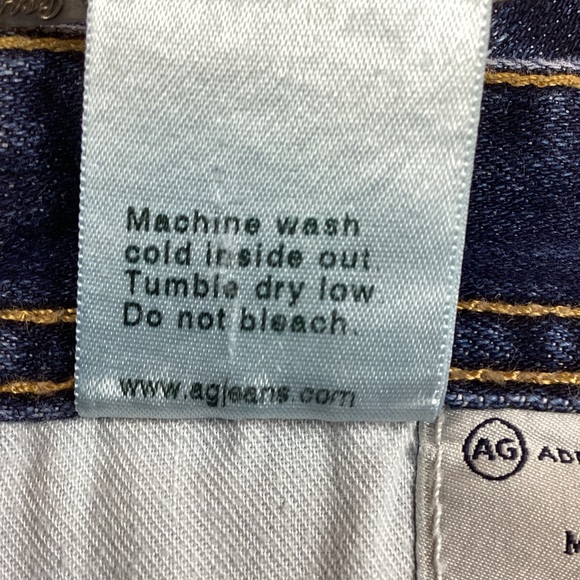 Machine wash
cold inside out.
Tumble dry low.
Do not bleach.
www.agjeans.com
AG